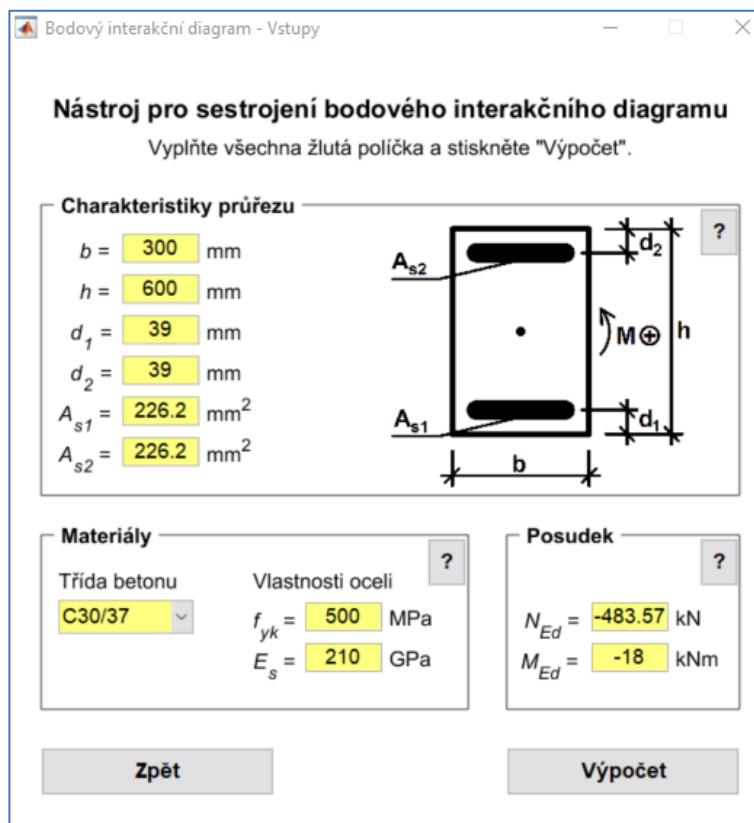 Bodový interakční diagram - Vstupy
Nástroj pro sestrojení bodového interakčního diagramu
Vyplňte všechna žlutá políčka a stiskněte "Výpočet".
Charakteristiky průřezu
?
b = 300 mm
h = 600 mm
d1 = 39 mm
d2 = 39 mm
As1 = 226.2 mm2
As2 = 226.2 mm2
As2
d2
M⊕ h
As1
d1
b
Materiály
?
Třída betonu
C30/37
Vlastnosti oceli
fyk = 500 MPa
Es = 210 GPa
Posudek
?
NEd = -483.57 kN
MEd = -18 kNm
Zpět
Výpočet